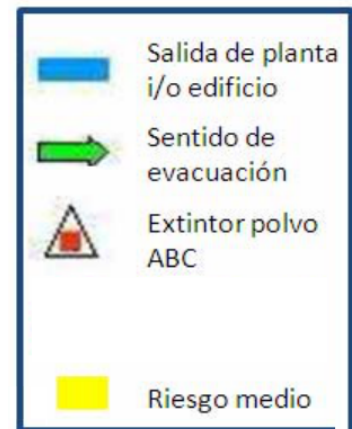 Salida de planta
i/o edificio
Sentido de
evacuación
Extintor polvo
ABC
Riesgo medio